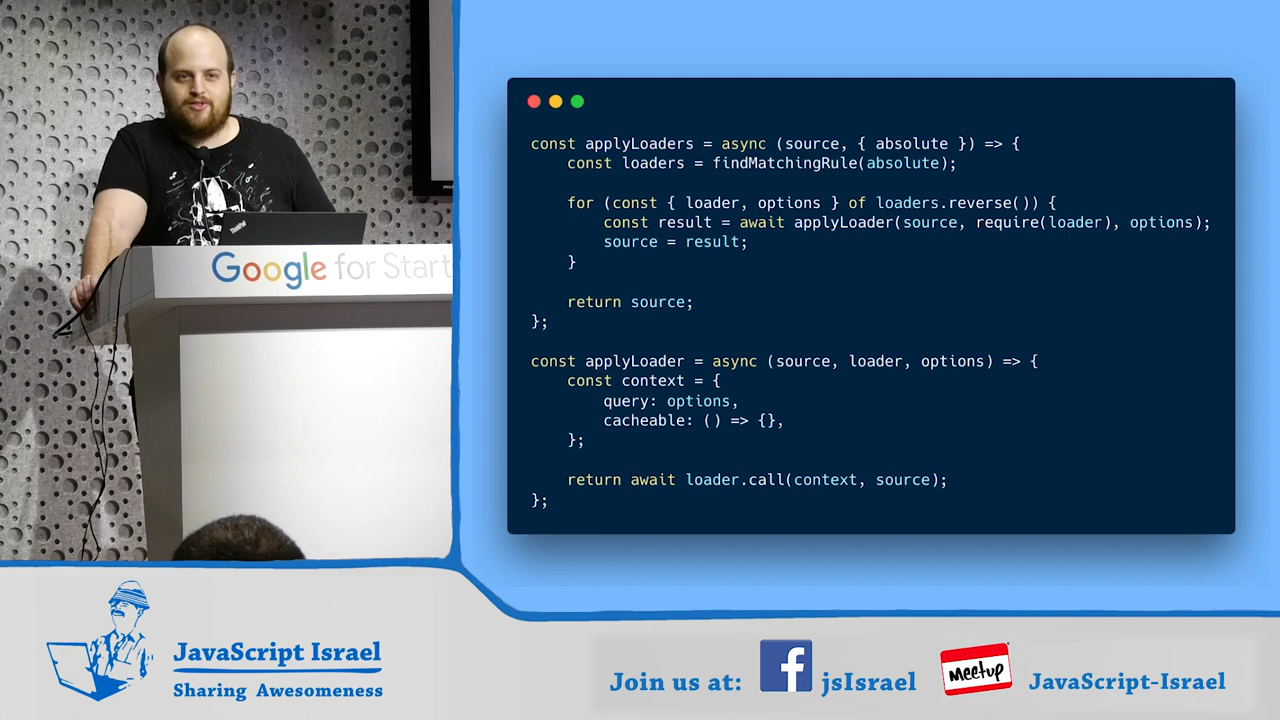 ThinkPad
Google for Start
const applyLoaders = async (source, { absolute }) => {
    const loaders = findMatchingRule(absolute);
    for (const { loader, options } of loaders.reverse()) {
        const result = await applyLoader(source, require(loader), options);
        source = result;
    }
    return source;
};
const applyLoader = async (source, loader, options) => {
    const context = {
        query: options,
        cacheable: () => {},
    };
    return await loader.call(context, source);
};
JavaScript Israel
Sharing Awesomeness
Join us at: f jsIsrael Meetup JavaScript-Israel